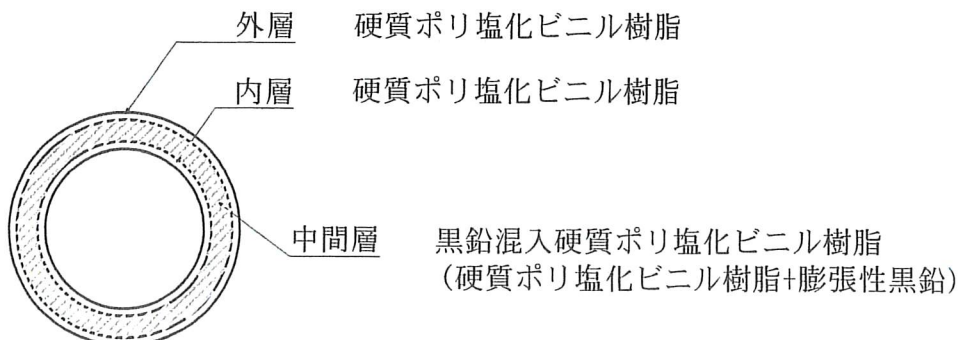 外層 硬質ポリ塩化ビニル樹脂
内層 硬質ポリ塩化ビニル樹脂
中間層 黒鉛混入硬質ポリ塩化ビニル樹脂
(硬質ポリ塩化ビニル樹脂+膨張性黒鉛)